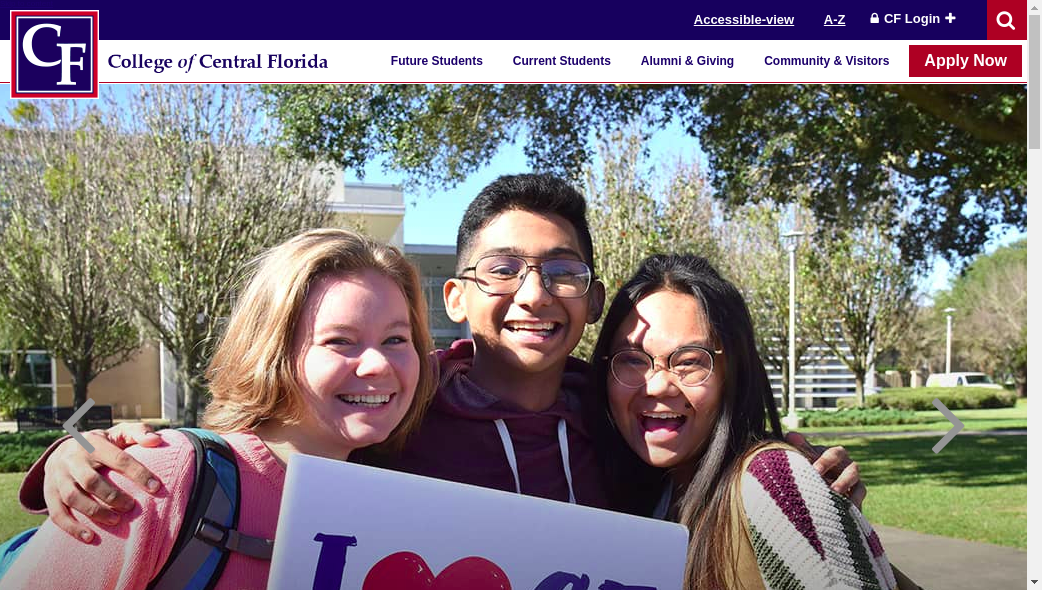 Accessible-view
A-Z
CF Login
CF
College of Central Florida
Future Students
Current Students
Alumni & Giving
Community & Visitors
Apply Now
I